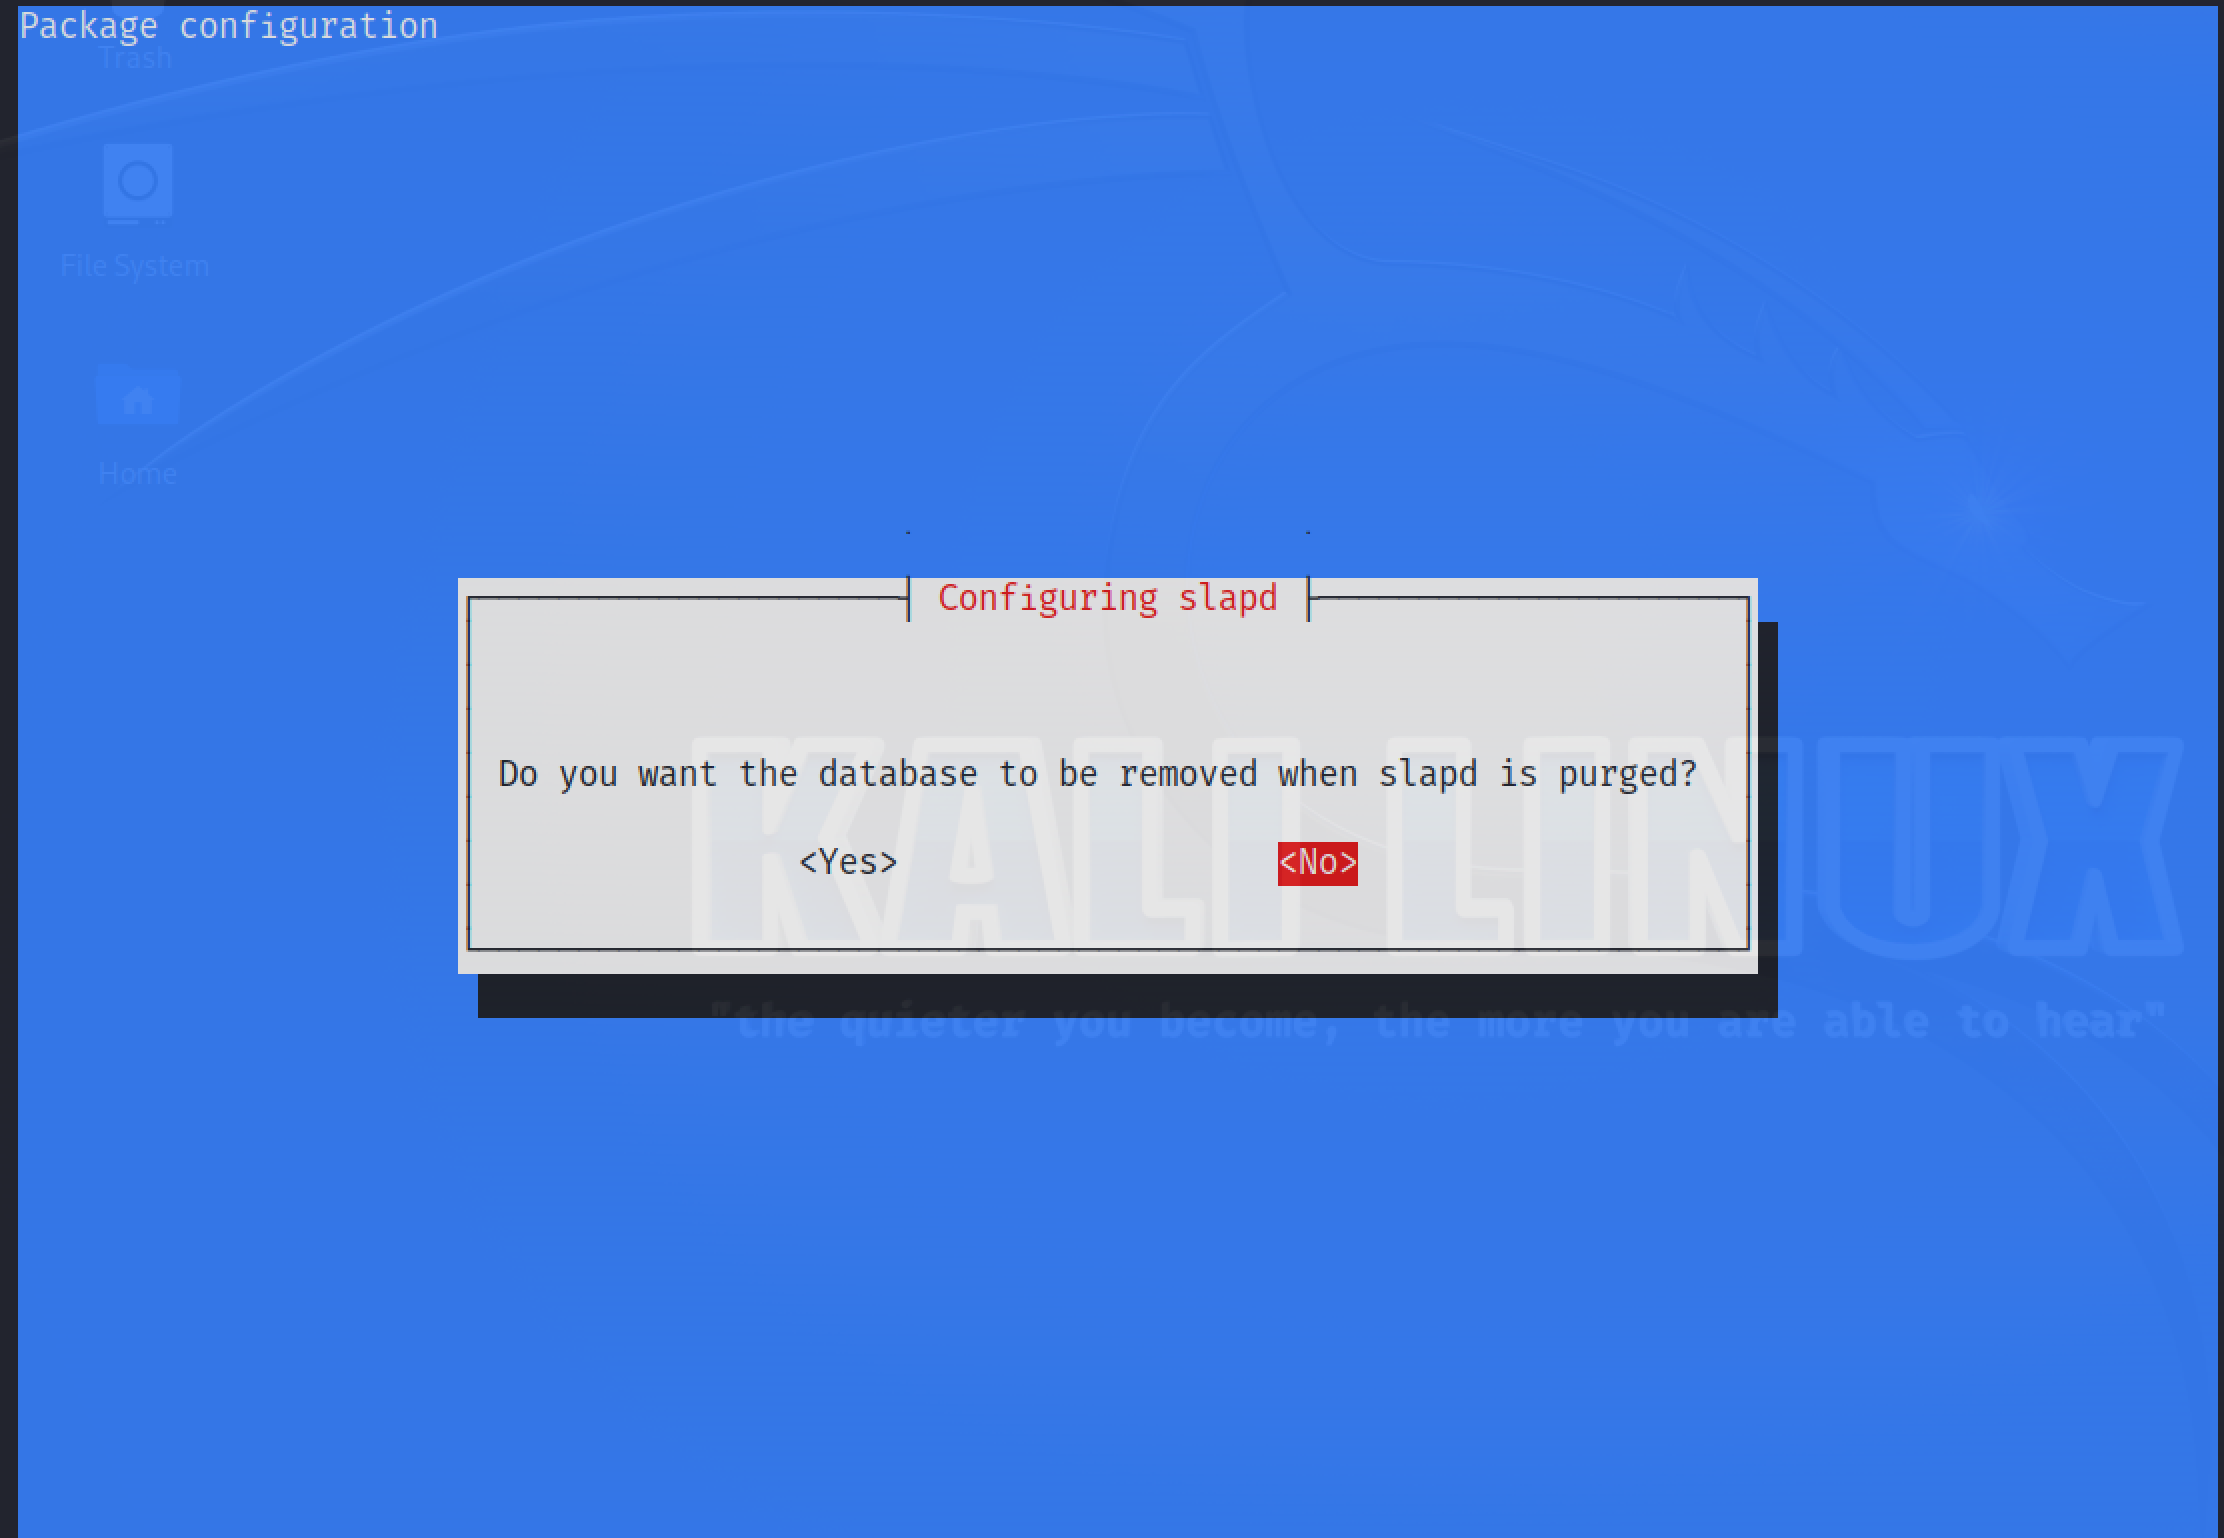 Package configuration
Trash
File System
Home
Configuring slapd
Do you want the database to be removed when slapd is purged?
<Yes> <No>
KALI LINUX
"the quieter you become, the more you are able to hear"